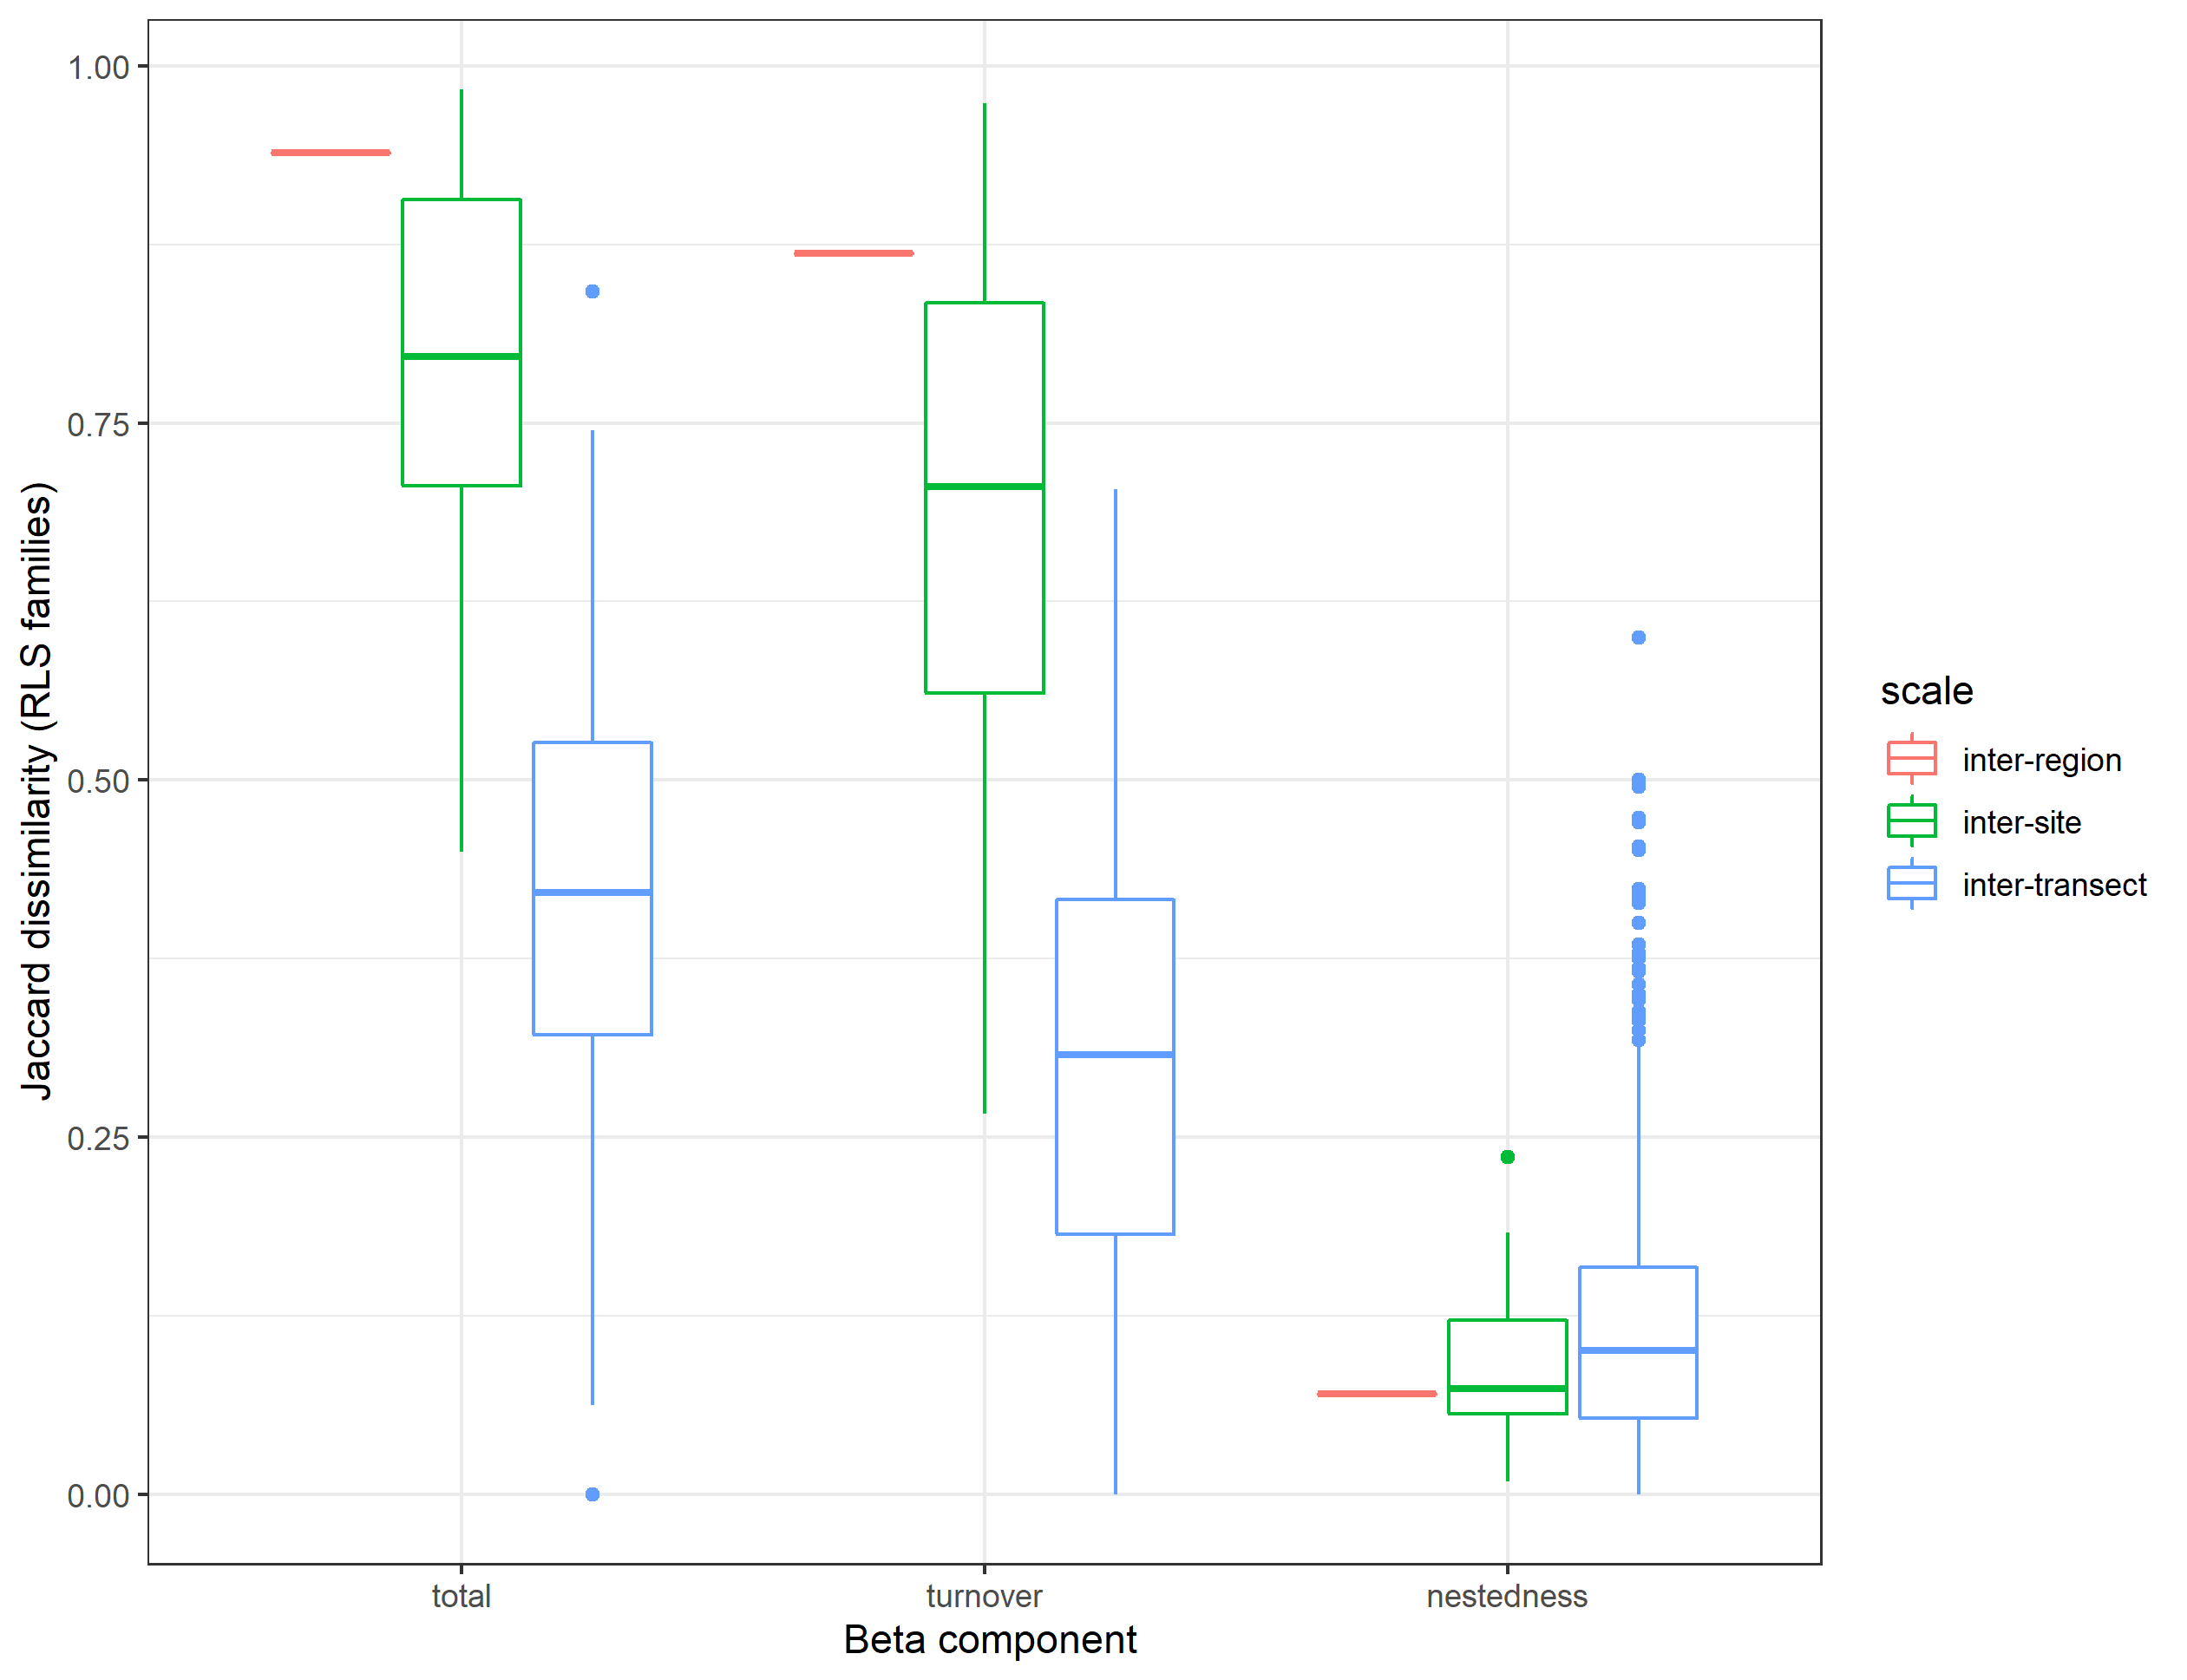 Jaccard dissimilarity (RLS families)
1.00
0.75
0.50
0.25
0.00
total
turnover
nestedness
Beta component
scale
inter-region
inter-site
inter-transect